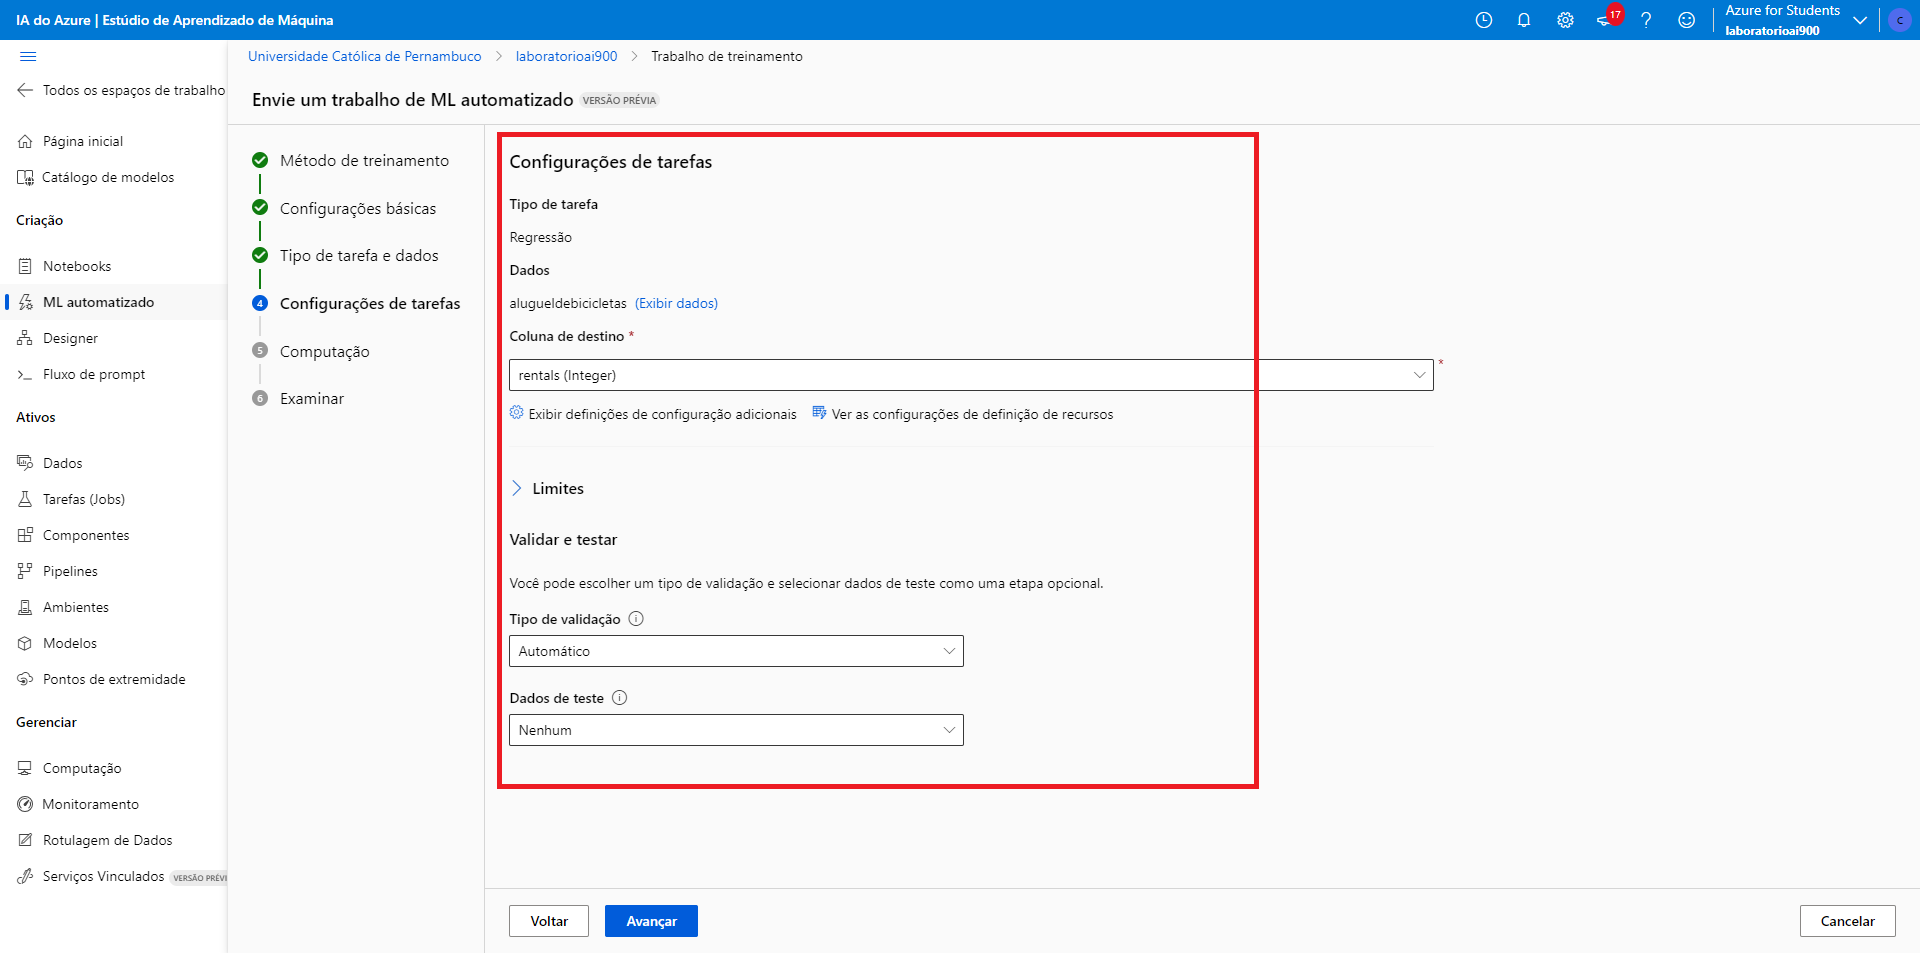 IA do Azure | Estúdio de Aprendizado de Máquina
17
Azure for Students
laboratorioai900
C
Todos os espaços de trabalho
Página inicial
Catálogo de modelos
Criação
Notebooks
ML automatizado
Designer
Fluxo de prompt
Ativos
Dados
Tarefas (Jobs)
Componentes
Pipelines
Ambientes
Modelos
Pontos de extremidade
Gerenciar
Computação
Monitoramento
Rotulagem de Dados
Serviços Vinculados VERSÃO PRÉVI
Universidade Católica de Pernambuco > laboratorioai900 > Trabalho de treinamento
Envie um trabalho de ML automatizado VERSÃO PRÉVIA
Método de treinamento
Configurações básicas
Tipo de tarefa e dados
4 Configurações de tarefas
5 Computação
6 Examinar
Configurações de tarefas
Tipo de tarefa
Regressão
Dados
alugueldebicicletas (Exibir dados)
Coluna de destino *
rentals (Integer) *
Exibir definições de configuração adicionais Ver as configurações de definição de recursos
Limites
Validar e testar
Você pode escolher um tipo de validação e selecionar dados de teste como uma etapa opcional.
Tipo de validação
Automático
Dados de teste
Nenhum
Voltar Avançar Cancelar